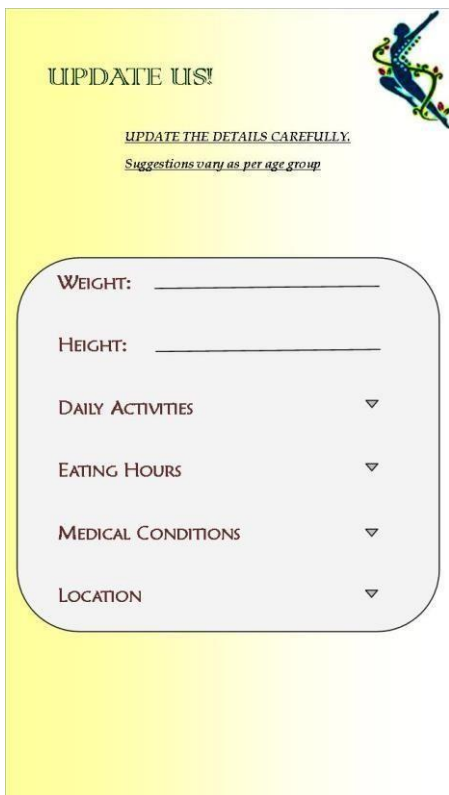 UPDATE US!
UPDATE THE DETAILS CAREFULLY.
Suggestions vary as per age group
WEIGHT:
HEIGHT:
DAILY ACTIVITIES
EATING HOURS
MEDICAL CONDITIONS
LOCATION